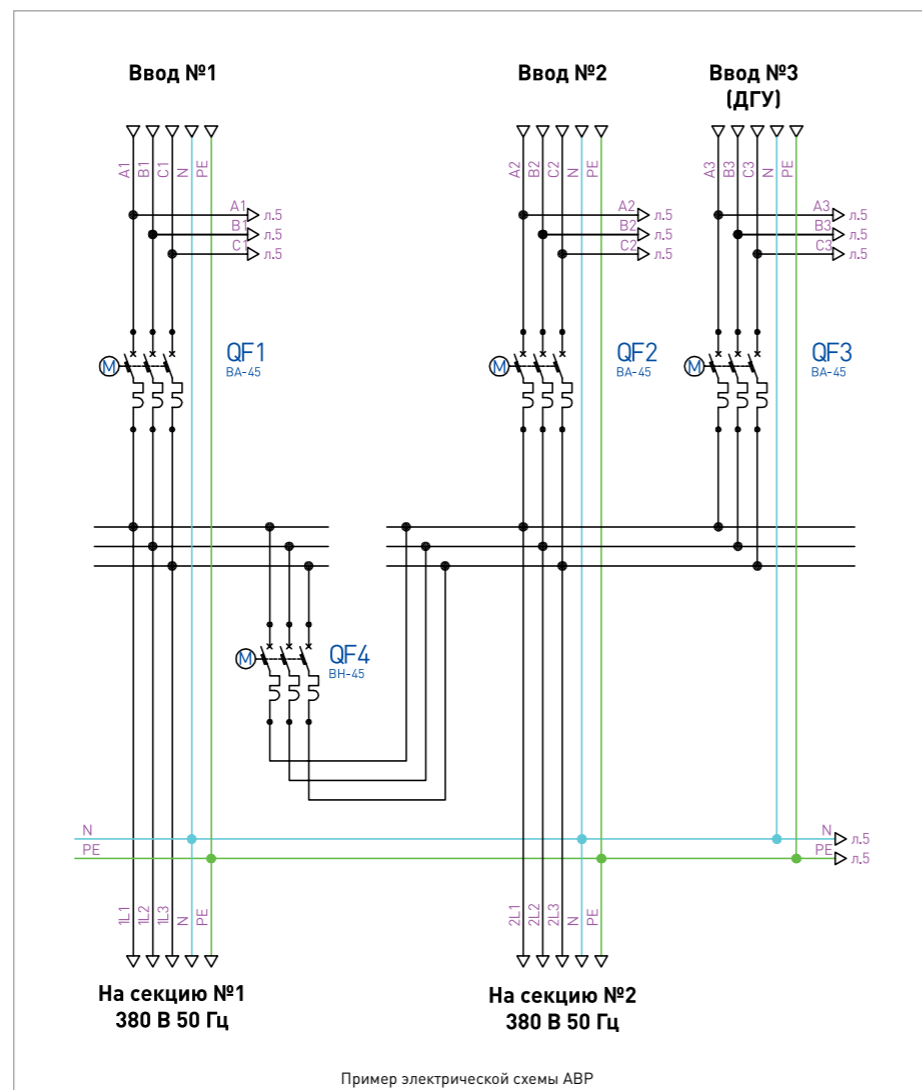 Ввод №1
Ввод №2
Ввод №3
(ДГУ)
A1
B1
C1
N
PE
A2
B2
C2
N
PE
A3
B3
C3
N
PE
A1 л.5
B1 л.5
C1 л.5
A2 л.5
B2 л.5
C2 л.5
A3 л.5
B3 л.5
C3 л.5
M
QF1
ВА-45
M
QF2
ВА-45
M
QF3
ВА-45
M
QF4
ВН-45
N
PE
N л.5
PE л.5
1L1
1L2
1L3
N
PE
2L1
2L2
2L3
N
PE
На секцию №1
380 В 50 Гц
На секцию №2
380 В 50 Гц
Пример электрической схемы АВР